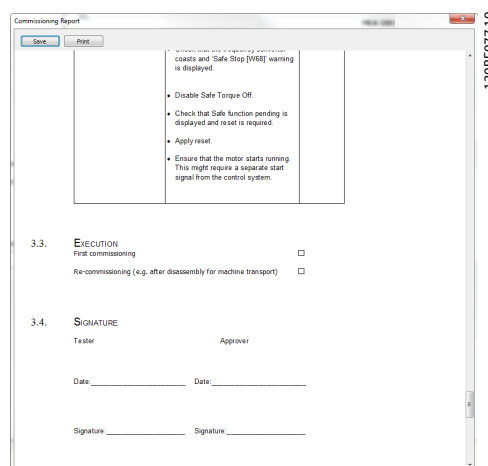 Commissioning Report
Save Print
coasts and 'Safe Stop [W68]' warning
is displayed.
• Disable Safe Torque Off.
• Check that Safe function pending is
displayed and reset is required.
• Apply reset.
• Ensure that the motor starts running.
This might require a separate start
signal from the control system.
3.3. EXECUTION
First commissioning
Re-commissioning (e.g. after disassembly for machine transport)
3.4. SIGNATURE
Tester Approver
Date: Date:
Signature: Signature: